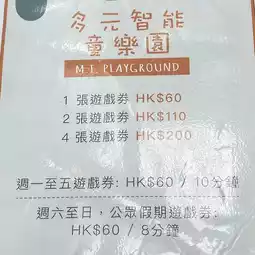 多元智能
童樂園
M.I. PLAYGROUND
1 張遊戲券 HK$60
2 張遊戲券 HK$110
4 張遊戲券 HK$200
週一至五遊戲券: HK$60 / 10分鐘
週六至日，公眾假期遊戲券:
HK$60 / 8分鐘